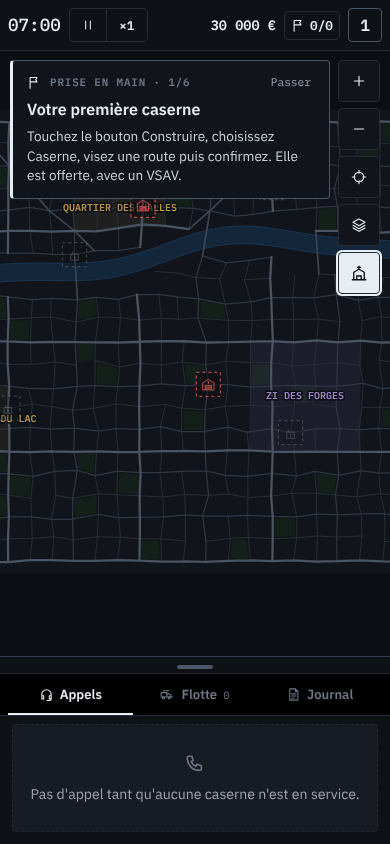 07:00
×1
30 000 €
0/0
1
PRISE EN MAIN · 1/6
Passer
Votre première caserne
Touchez le bouton Construire, choisissez
Caserne, visez une route puis confirmez. Elle
est offerte, avec un VSAV.
QUARTIER DES LLES
ZI DES FORGES
DU LAC
Appels
Flotte 0
Journal
Pas d'appel tant qu'aucune caserne n'est en service.